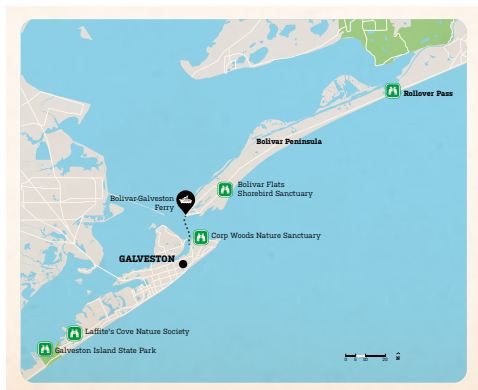 Rollover Pass
Bolivar Peninsula
Bolivar Flats
Shorebird Sanctuary
Bolivar-Galveston
Ferry
Corp Woods Nature Sanctuary
GALVESTON
Laffite's Cove Nature Society
Galveston Island State Park